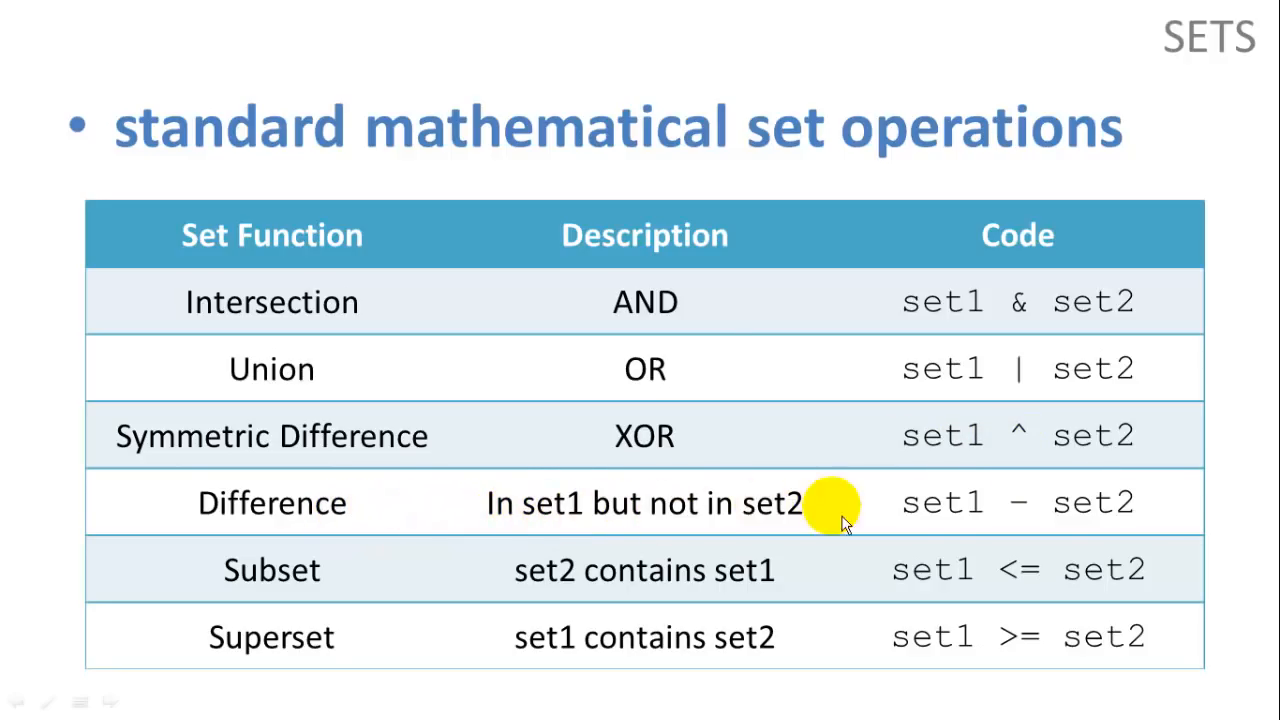 SETS
• standard mathematical set operations
Set Function Description Code
Intersection AND set1 & set2
Union OR set1 | set2
Symmetric Difference XOR set1 ^ set2
Difference In set1 but not in set2 set1 - set2
Subset set2 contains set1 set1 <= set2
Superset set1 contains set2 set1 >= set2